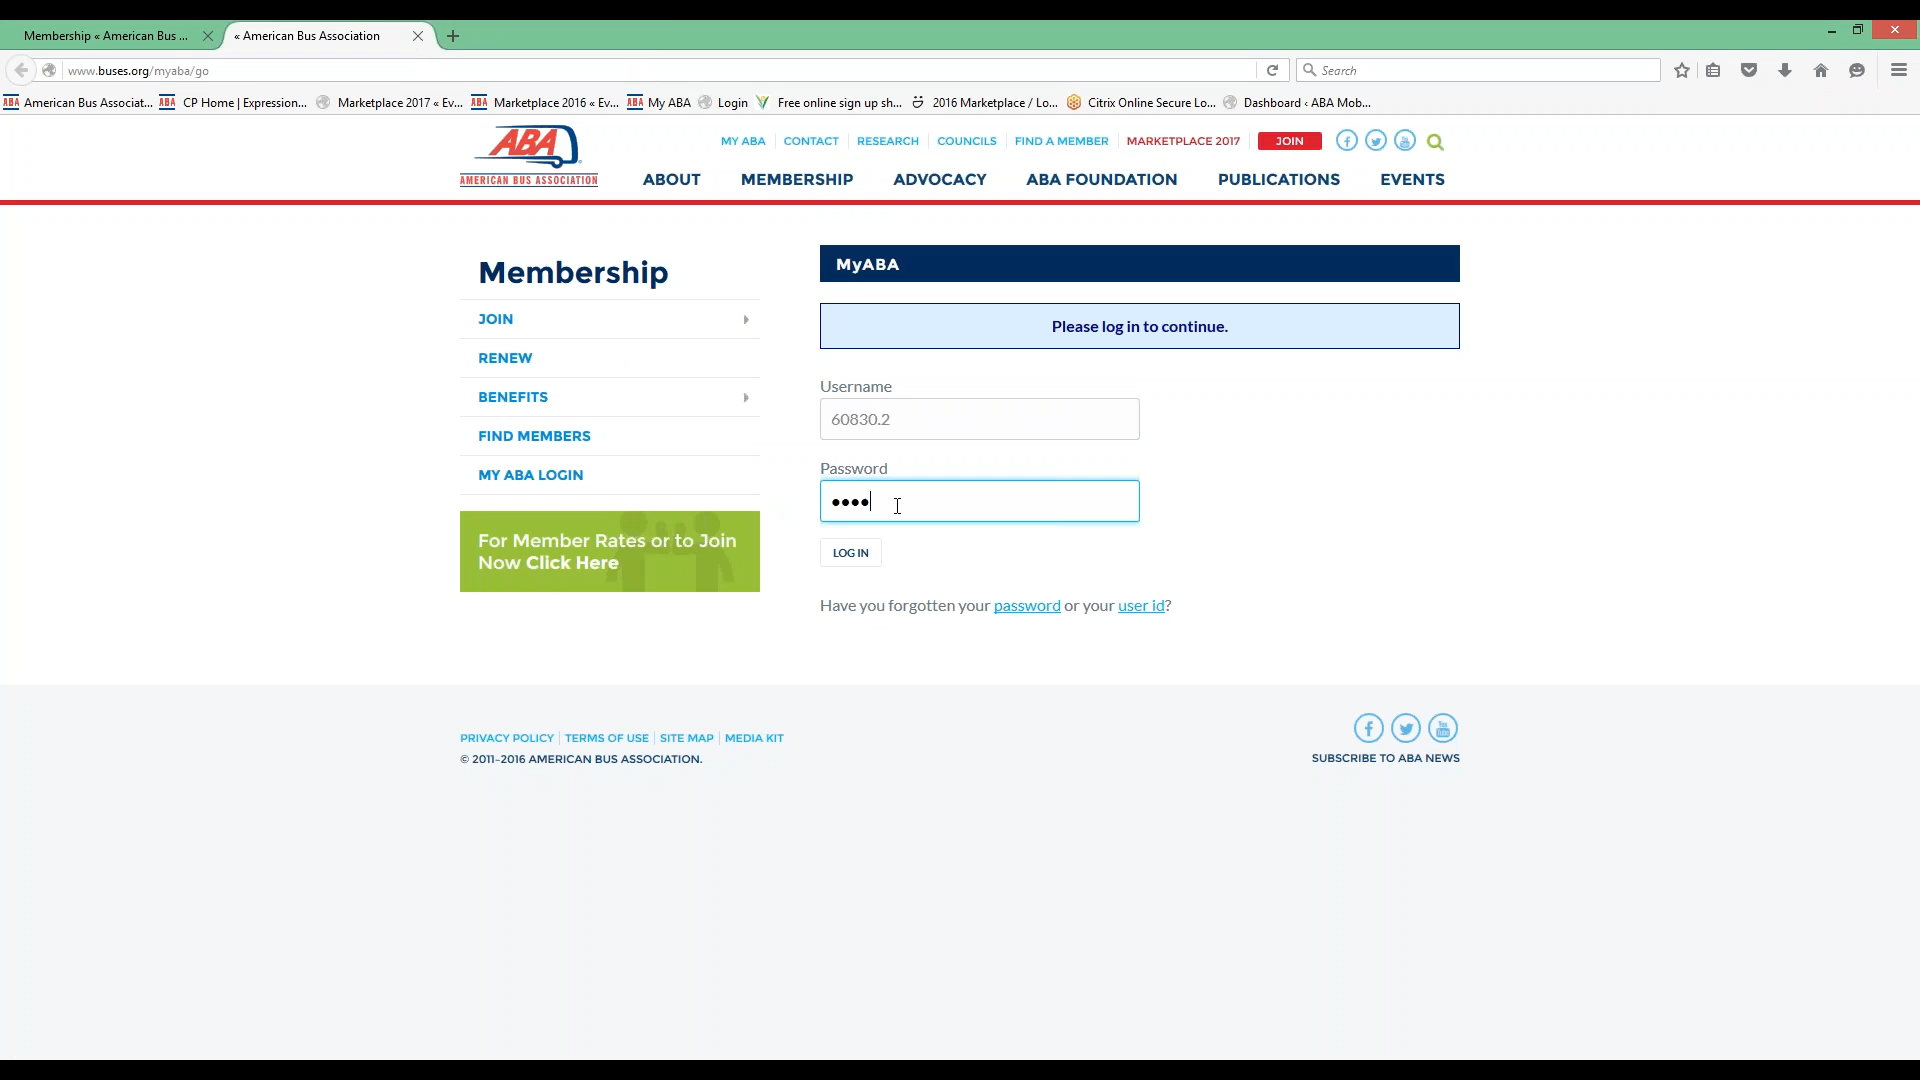 Membership « American Bus ...
« American Bus Association
www.buses.org/myaba/go
Search
American Bus Associat...
CP Home | Expression...
Marketplace 2017 « Ev...
Marketplace 2016 « Ev...
My ABA
Login
Free online sign up sh...
2016 Marketplace / Lo...
Citrix Online Secure Lo...
Dashboard ‹ ABA Mob...
ABA
AMERICAN BUS ASSOCIATION
MY ABA
CONTACT
RESEARCH
COUNCILS
FIND A MEMBER
MARKETPLACE 2017
JOIN
ABOUT
MEMBERSHIP
ADVOCACY
ABA FOUNDATION
PUBLICATIONS
EVENTS
Membership
JOIN
RENEW
BENEFITS
FIND MEMBERS
MY ABA LOGIN
For Member Rates or to Join
Now Click Here
MyABA
Please log in to continue.
Username
60830.2
Password
••••
LOG IN
Have you forgotten your password or your user id?
PRIVACY POLICY
TERMS OF USE
SITE MAP
MEDIA KIT
© 2011–2016 AMERICAN BUS ASSOCIATION.
SUBSCRIBE TO ABA NEWS